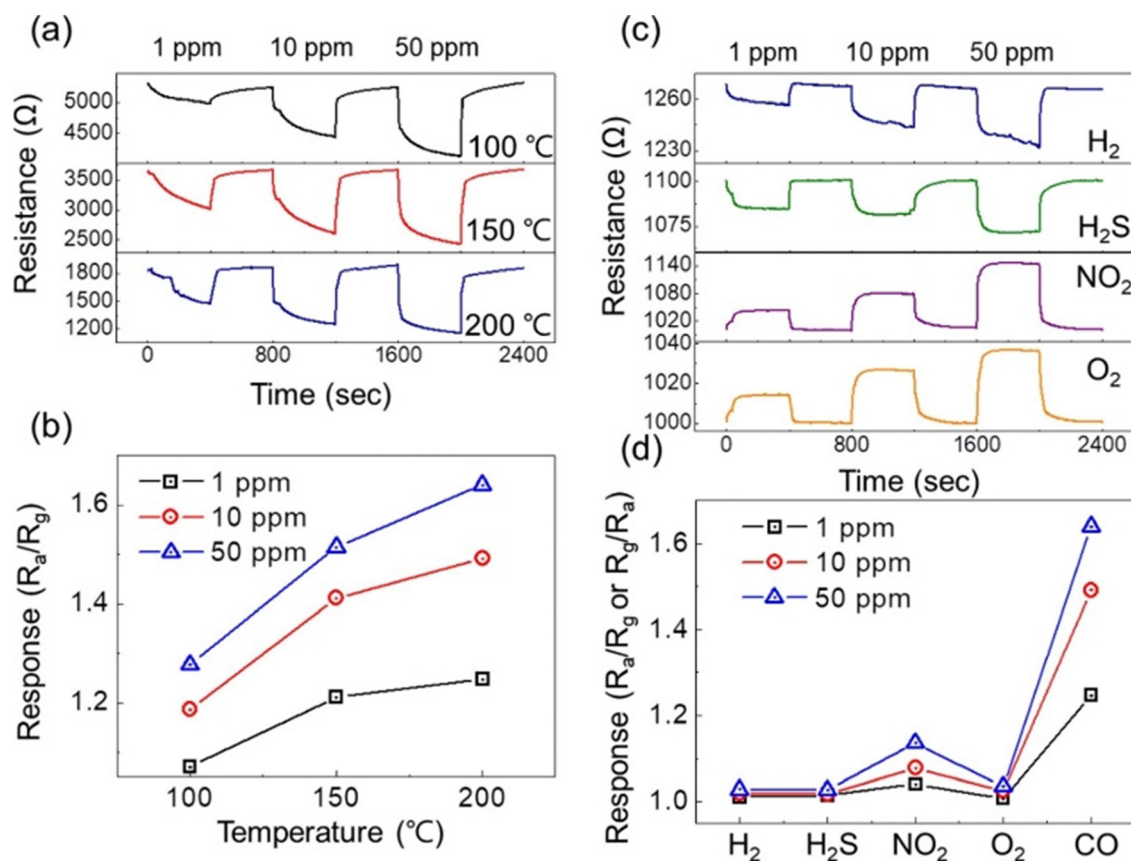 (a)
1 ppm 10 ppm 50 ppm
Resistance (Ω)
5000
4500
100 ℃
3500
3000
2500
150 ℃
1800
1500
1200
200 ℃
0 800 1600 2400
Time (sec)
(b)
Response (Ra/Rg)
1.6
1.4
1.2
1 ppm
10 ppm
50 ppm
100 150 200
Temperature (℃)
(c)
1 ppm 10 ppm 50 ppm
Resistance (Ω)
1260
1230
H2
1100
1075
H2S
1140
1080
1020
NO2
1040
1020
1000
O2
0 800 1600 2400
Time (sec)
(d)
Response (Ra/Rg or Rg/Ra)
1.6
1.4
1.2
1.0
1 ppm
10 ppm
50 ppm
H2 H2S NO2 O2 CO